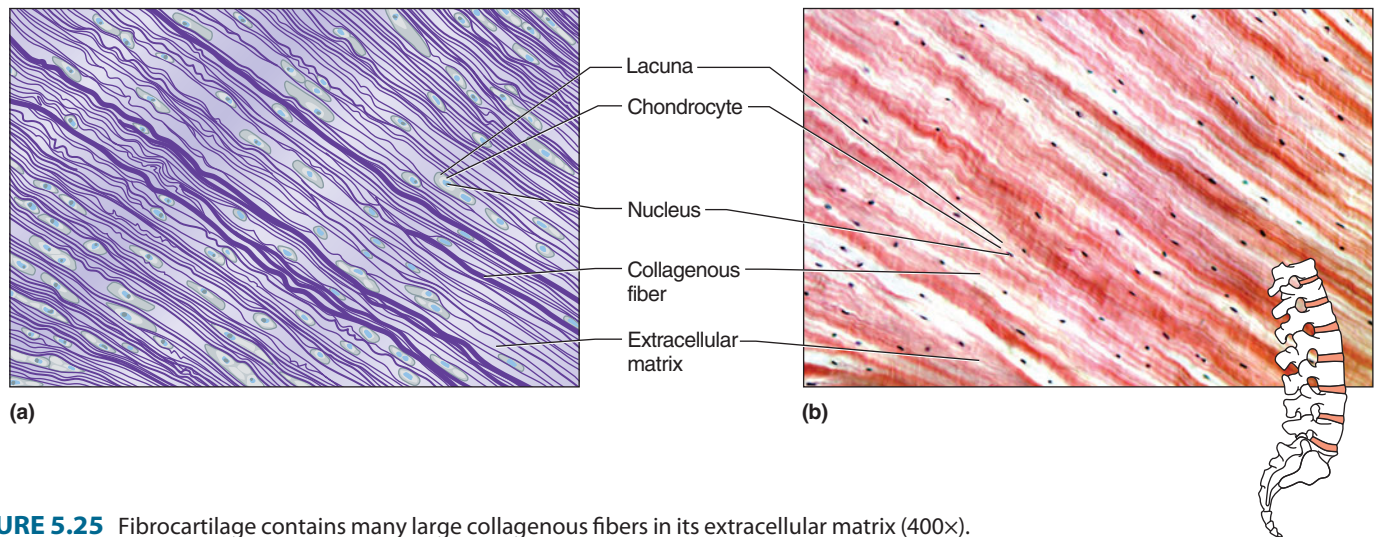 Lacuna
Chondrocyte
Nucleus
Collagenous
fiber
Extracellular
matrix
(a)
(b)
URE 5.25 Fibrocartilage contains many large collagenous fibers in its extracellular matrix (400×).